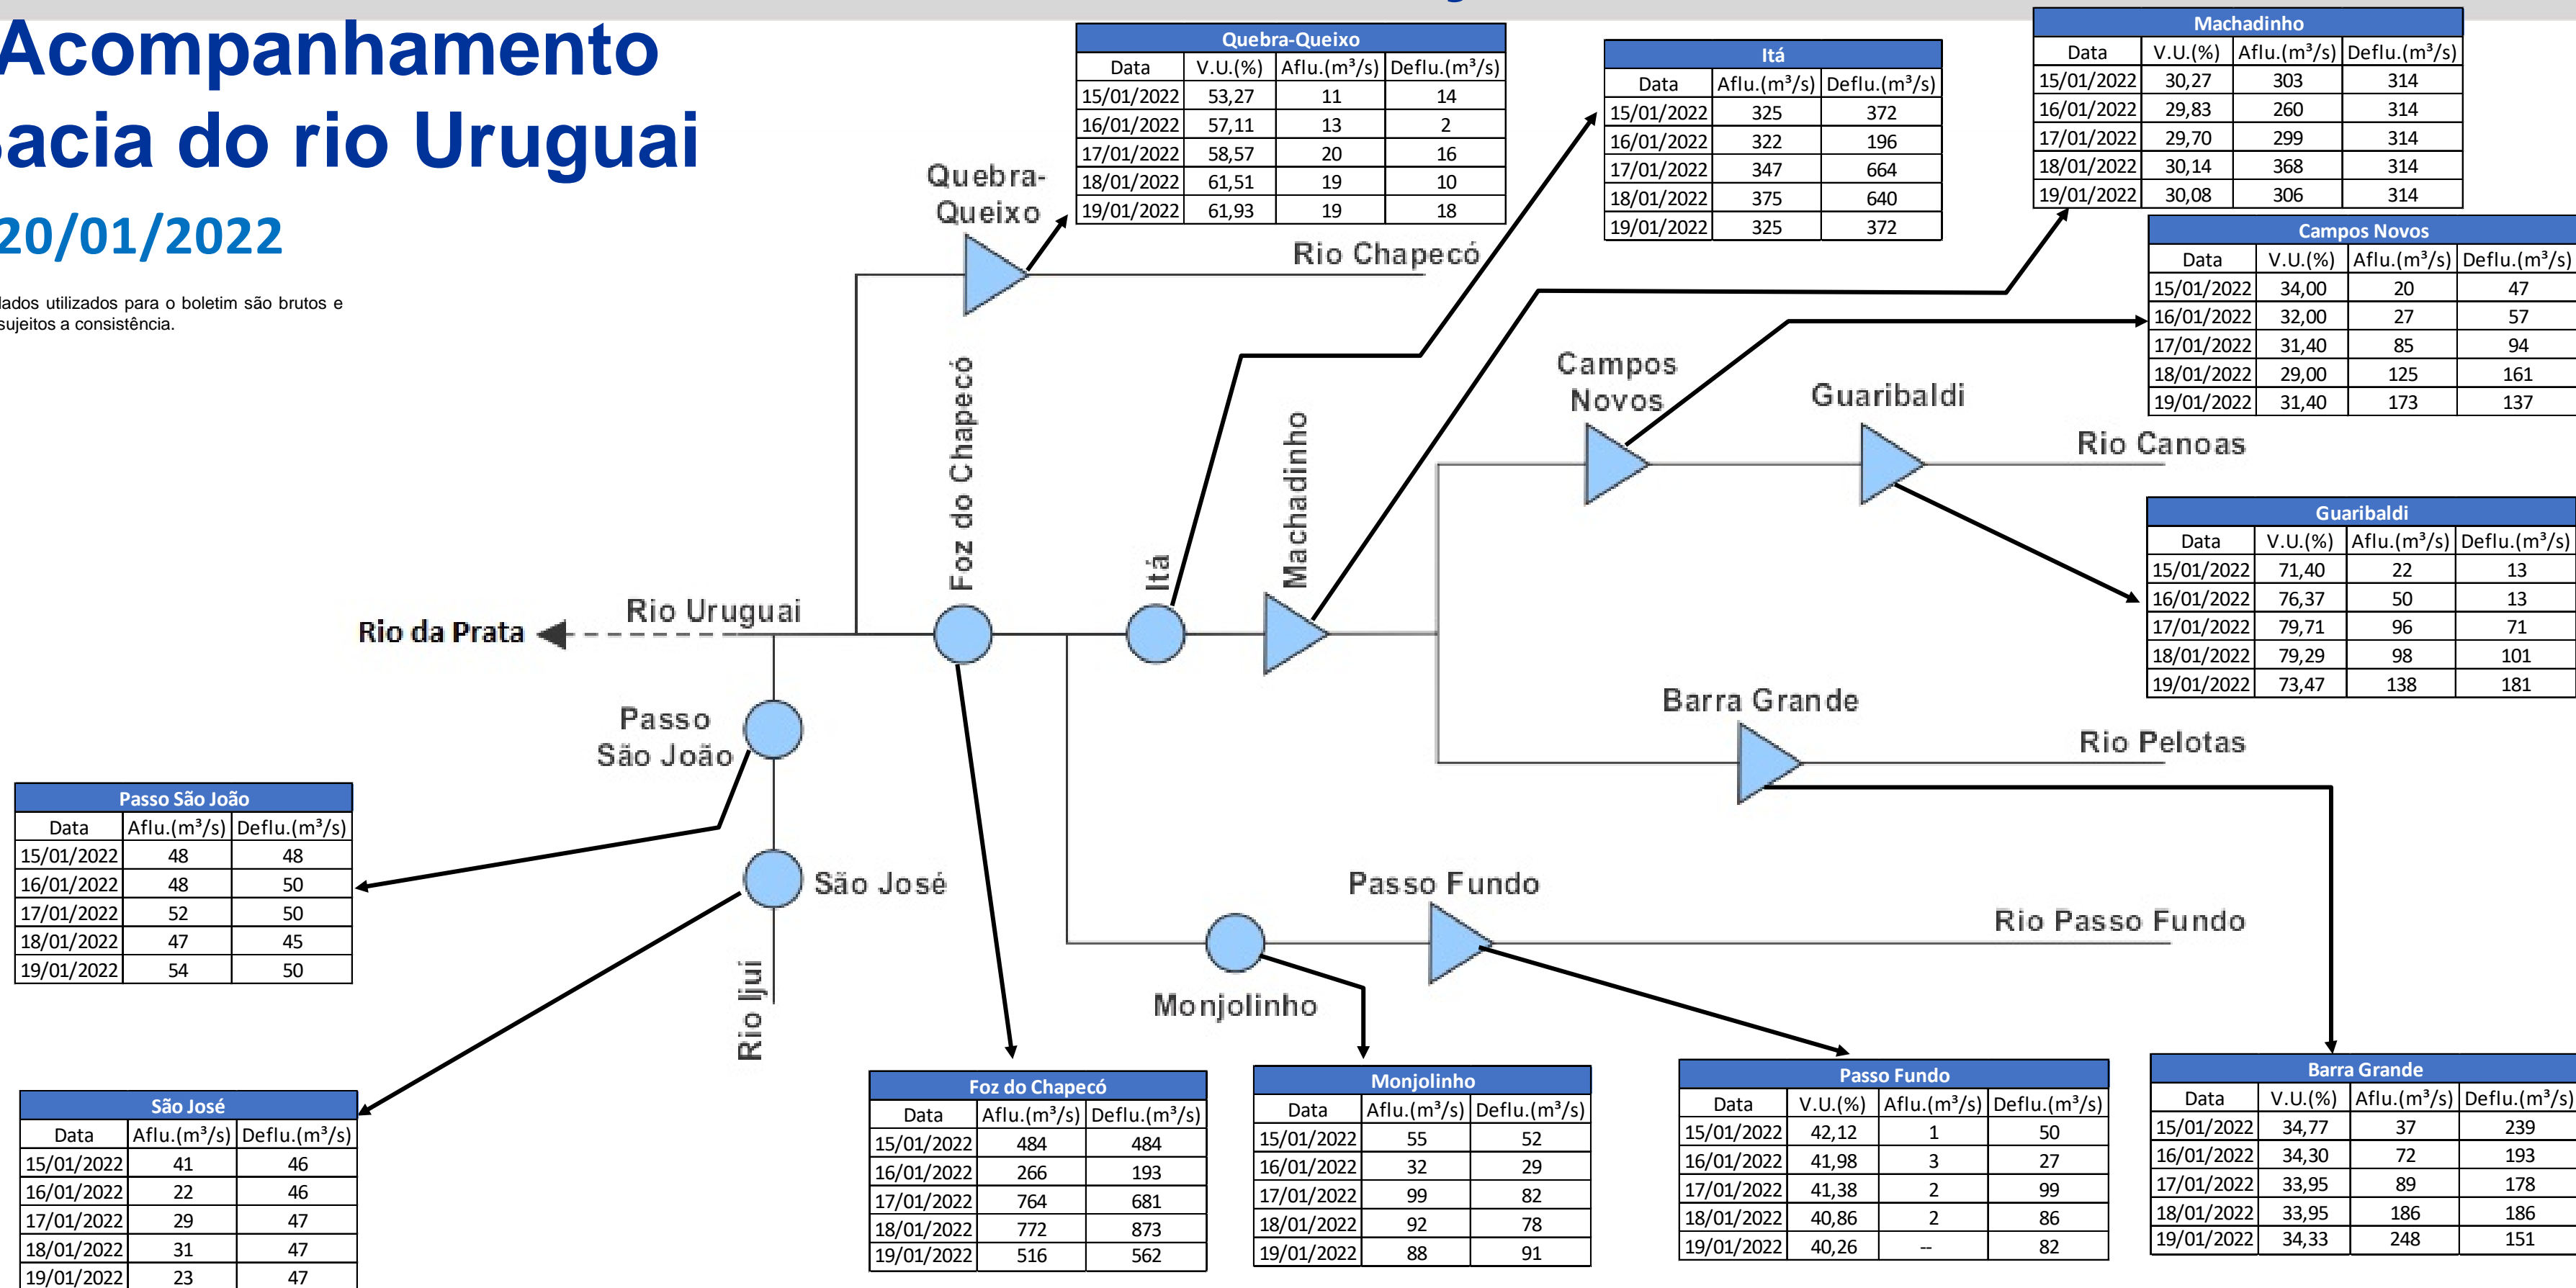 Acompanhamento
acia do rio Uruguai
20/01/2022
lados utilizados para o boletim são brutos e
sujeitos a consistência.
Quebra-Queixo
Data V.U.(%) Aflu.(m³/s) Deflu.(m³/s)
15/01/2022 53,27 11 14
16/01/2022 57,11 13 2
17/01/2022 58,57 20 16
18/01/2022 61,51 19 10
19/01/2022 61,93 19 18
Itá
Data Aflu.(m³/s) Deflu.(m³/s)
15/01/2022 325 372
16/01/2022 322 196
17/01/2022 347 664
18/01/2022 375 640
19/01/2022 325 372
Machadinho
Data V.U.(%) Aflu.(m³/s) Deflu.(m³/s)
15/01/2022 30,27 303 314
16/01/2022 29,83 260 314
17/01/2022 29,70 299 314
18/01/2022 30,14 368 314
19/01/2022 30,08 306 314
Campos Novos
Data V.U.(%) Aflu.(m³/s) Deflu.(m³/s)
15/01/2022 34,00 20 47
16/01/2022 32,00 27 57
17/01/2022 31,40 85 94
18/01/2022 29,00 125 161
19/01/2022 31,40 173 137
Quebra-
Queixo
Rio Chapecó
Foz do Chapecó
Itá
Machadinho
Campos
Novos
Guaribaldi
Rio Canoas
Guaribaldi
Data V.U.(%) Aflu.(m³/s) Deflu.(m³/s)
15/01/2022 71,40 22 13
16/01/2022 76,37 50 13
17/01/2022 79,71 96 71
18/01/2022 79,29 98 101
19/01/2022 73,47 138 181
Rio da Prata
Rio Uruguai
Passo
São João
Barra Grande
Rio Pelotas
Passo São João
Data Aflu.(m³/s) Deflu.(m³/s)
15/01/2022 48 48
16/01/2022 48 50
17/01/2022 52 50
18/01/2022 47 45
19/01/2022 54 50
São José
Rio Ijuí
Passo Fundo
Rio Passo Fundo
Monjolinho
São José
Data Aflu.(m³/s) Deflu.(m³/s)
15/01/2022 41 46
16/01/2022 22 46
17/01/2022 29 47
18/01/2022 31 47
19/01/2022 23 47
Foz do Chapecó
Data Aflu.(m³/s) Deflu.(m³/s)
15/01/2022 484 484
16/01/2022 266 193
17/01/2022 764 681
18/01/2022 772 873
19/01/2022 516 562
Monjolinho
Data Aflu.(m³/s) Deflu.(m³/s)
15/01/2022 55 52
16/01/2022 32 29
17/01/2022 99 82
18/01/2022 92 78
19/01/2022 88 91
Passo Fundo
Data V.U.(%) Aflu.(m³/s) Deflu.(m³/s)
15/01/2022 42,12 1 50
16/01/2022 41,98 3 27
17/01/2022 41,38 2 99
18/01/2022 40,86 2 86
19/01/2022 40,26 -- 82
Barra Grande
Data V.U.(%) Aflu.(m³/s) Deflu.(m³/s)
15/01/2022 34,77 37 239
16/01/2022 34,30 72 193
17/01/2022 33,95 89 178
18/01/2022 33,95 186 186
19/01/2022 34,33 248 151